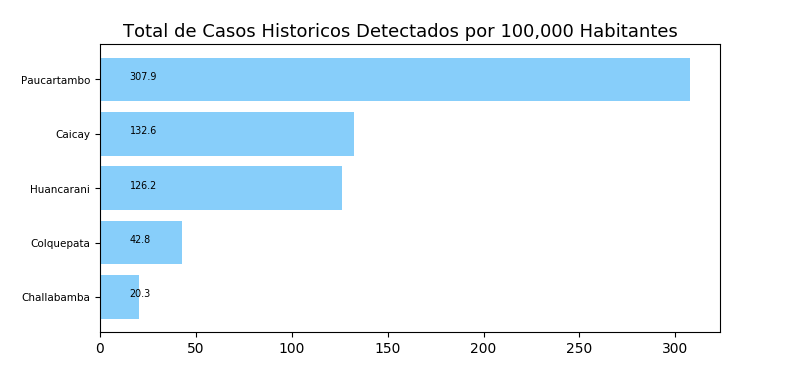 Total de Casos Historicos Detectados por 100,000 Habitantes
Paucartambo 307.9
Caicay 132.6
Huancarani 126.2
Colquepata 42.8
Challabamba 20.3
0 50 100 150 200 250 300